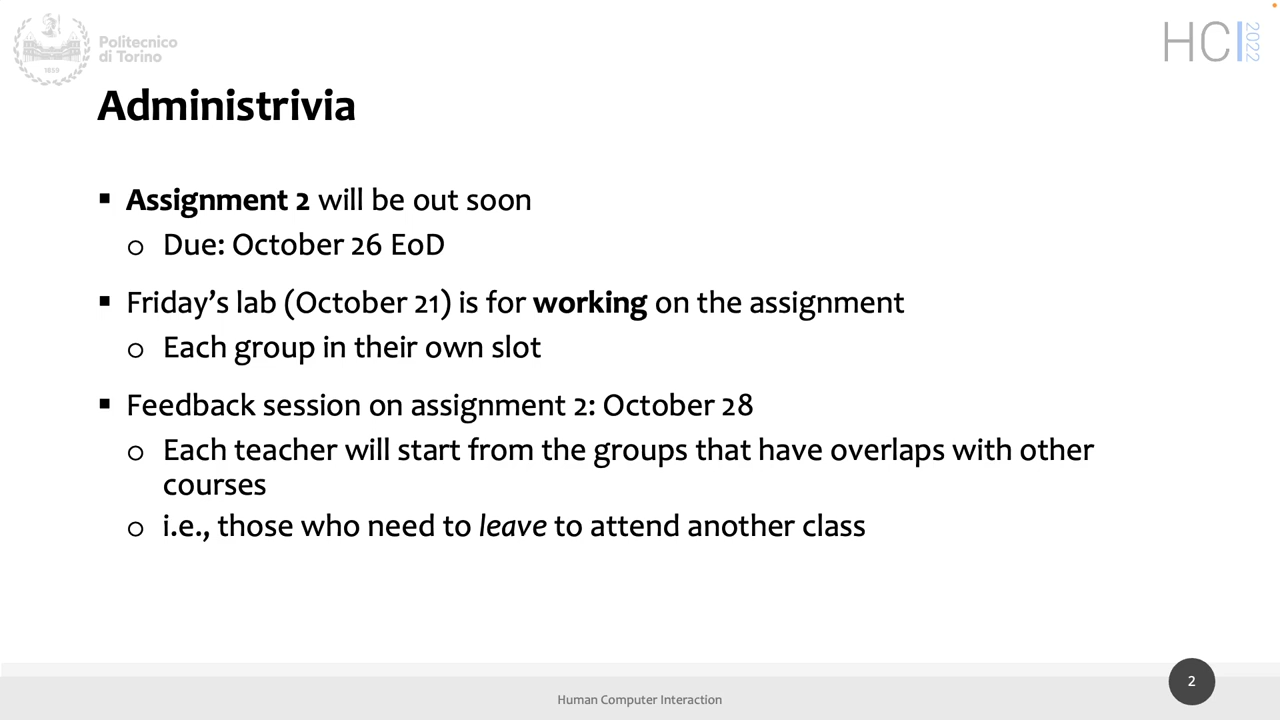 Politecnico
di Torino
1859
HCI 2022
Administrivia
▪ Assignment 2 will be out soon
o Due: October 26 EoD
▪ Friday’s lab (October 21) is for working on the assignment
o Each group in their own slot
▪ Feedback session on assignment 2: October 28
o Each teacher will start from the groups that have overlaps with other
courses
o i.e., those who need to leave to attend another class
Human Computer Interaction
2